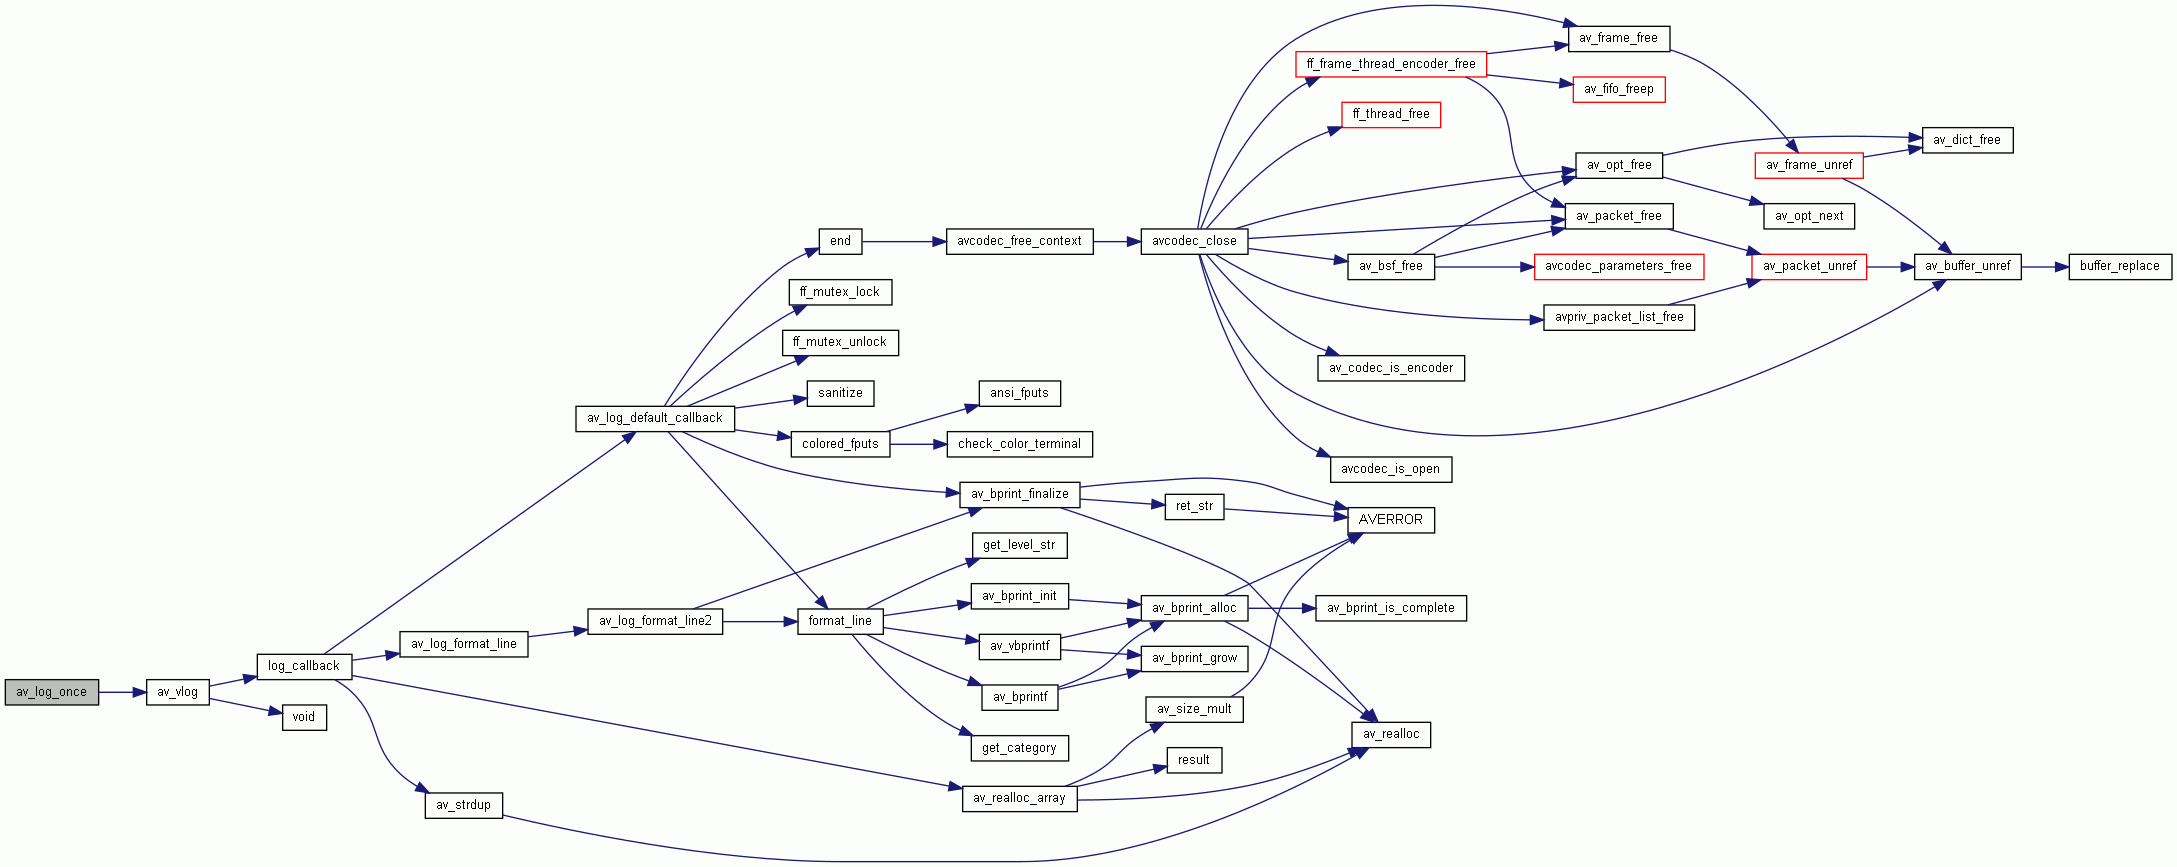 av_frame_free
ff_frame_thread_encoder_free
av_fifo_freep
ff_thread_free
av_dict_free
av_opt_free
av_frame_unref
av_packet_free
av_opt_next
end
avcodec_free_context
avcodec_close
av_bsf_free
avcodec_parameters_free
av_packet_unref
av_buffer_unref
buffer_replace
ff_mutex_lock
avpriv_packet_list_free
ff_mutex_unlock
av_codec_is_encoder
sanitize
ansi_fputs
av_log_default_callback
colored_fputs
check_color_terminal
avcodec_is_open
av_bprint_finalize
ret_str
AVERROR
get_level_str
av_bprint_init
av_bprint_alloc
av_bprint_is_complete
av_log_format_line2
format_line
av_log_format_line
av_vbprintf
av_bprint_grow
log_callback
av_log_once
av_vlog
av_bprintf
void
av_size_mult
av_realloc
get_category
result
av_strdup
av_realloc_array